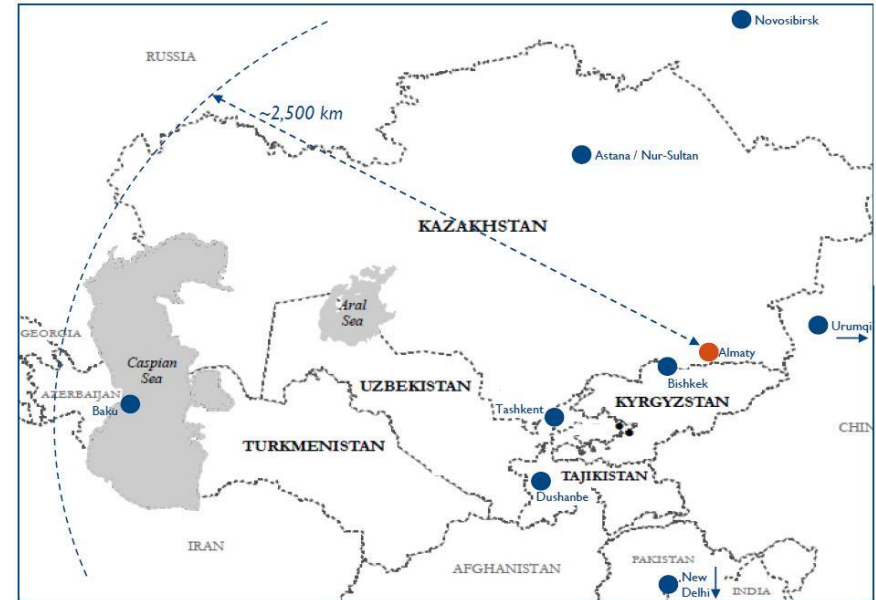 Novosibirsk
RUSSIA
~2,500 km
Astana / Nur-Sultan
KAZAKHSTAN
Aral
Sea
Urumqi
GEORGIA
Almaty
Caspian
Sea
Bishkek
UZBEKISTAN
AZERBAIJAN
KYRGYZSTAN
Baku
Tashkent
CHIN
TURKMENISTAN
TAJIKISTAN
Dushanbe
IRAN
PAKISTAN
AFGHANISTAN
New
Delhi
INDIA